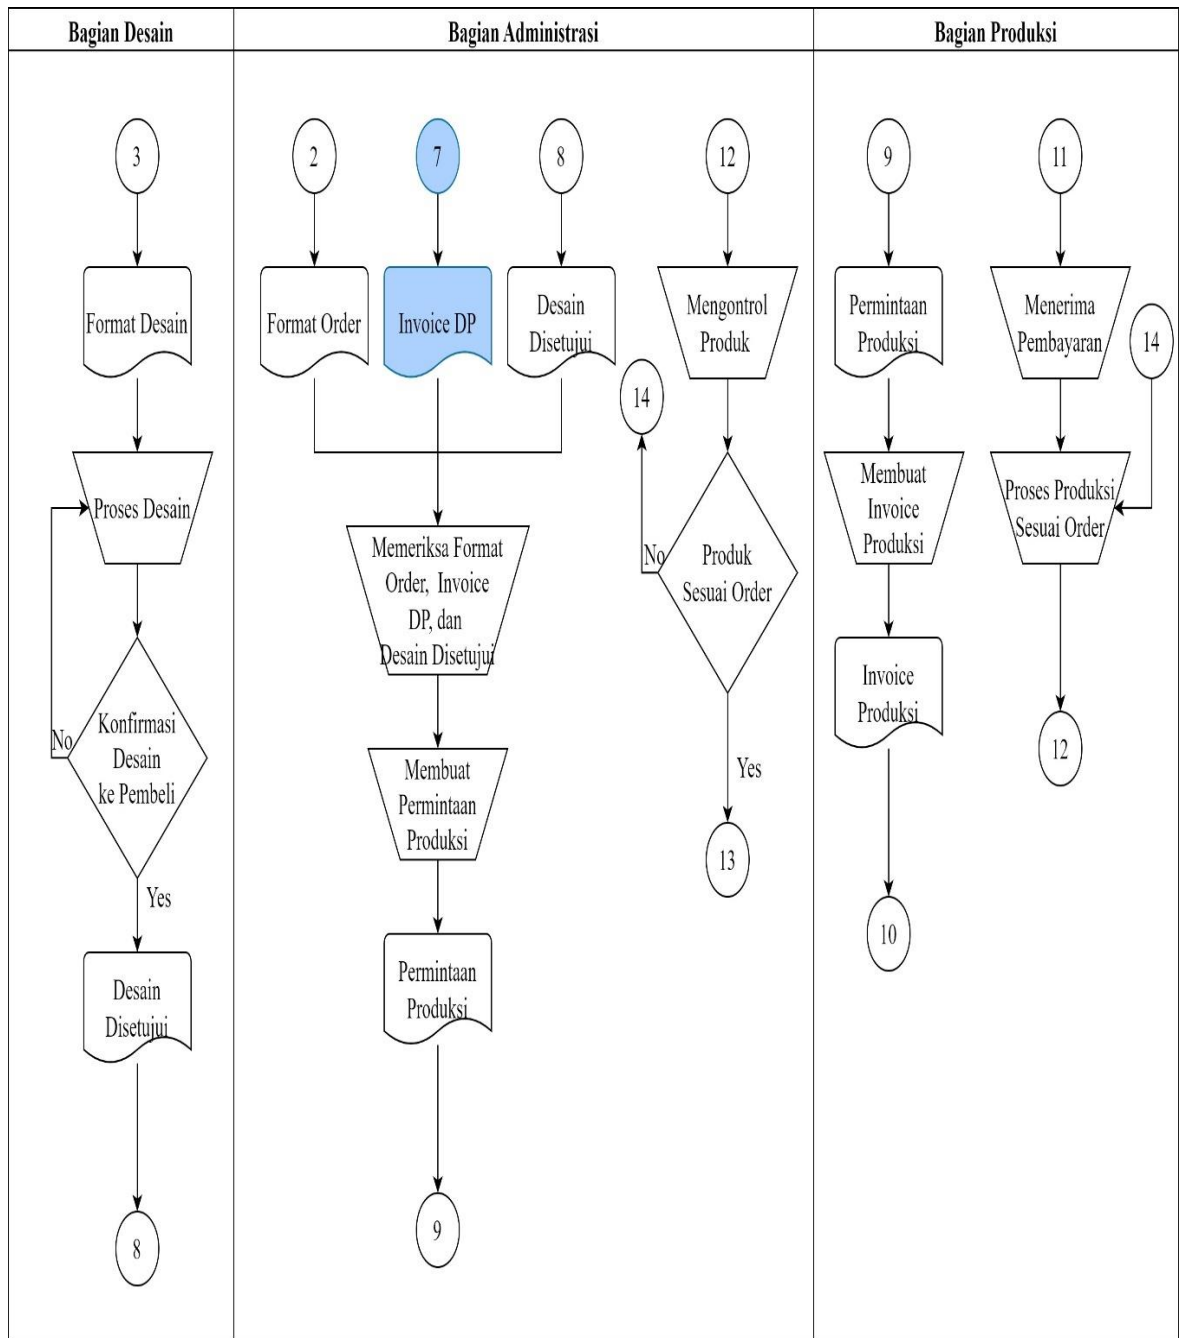 Bagian Desain
Bagian Administrasi
Bagian Produksi
3
Format Desain
Proses Desain
No
Konfirmasi
Desain
ke Pembeli
Yes
Desain
Disetujui
8
2
Format Order
7
Invoice DP
8
Desain
Disetujui
Memeriksa Format
Order, Invoice
DP, dan
Desain Disetujui
Membuat
Permintaan
Produksi
Permintaan
Produksi
9
12
Mengontrol
Produk
14
No
Produk
Sesuai Order
Yes
13
9
Permintaan
Produksi
Membuat
Invoice
Produksi
Invoice
Produksi
10
11
Menerima
Pembayaran
14
Proses Produksi
Sesuai Order
12